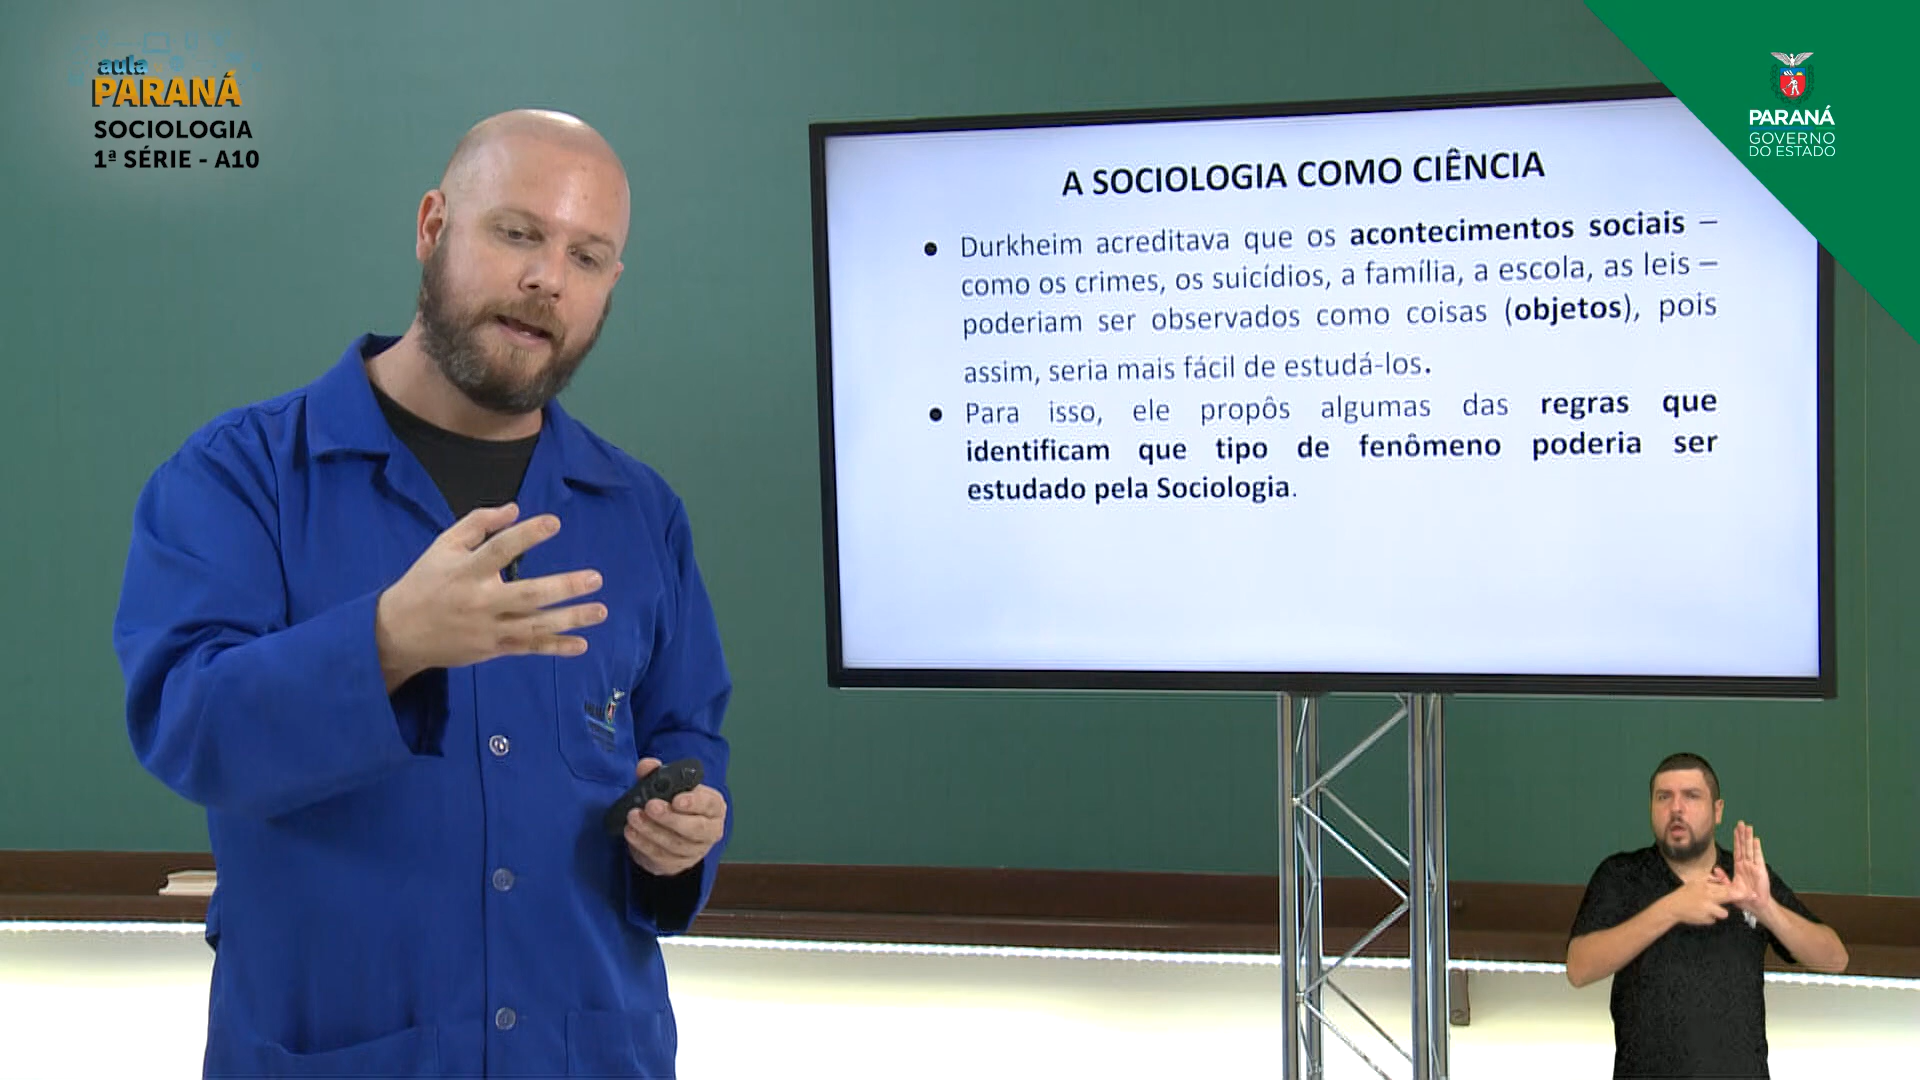 aula
PARANÁ
SOCIOLOGIA
1ª SÉRIE - A10
PARANÁ
GOVERNO
DO ESTADO
A SOCIOLOGIA COMO CIÊNCIA
● Durkheim acreditava que os acontecimentos sociais –
como os crimes, os suicídios, a família, a escola, as leis –
poderiam ser observados como coisas (objetos), pois
assim, seria mais fácil de estudá-los.
● Para isso, ele propôs algumas das regras que
identificam que tipo de fenômeno poderia ser
estudado pela Sociologia.